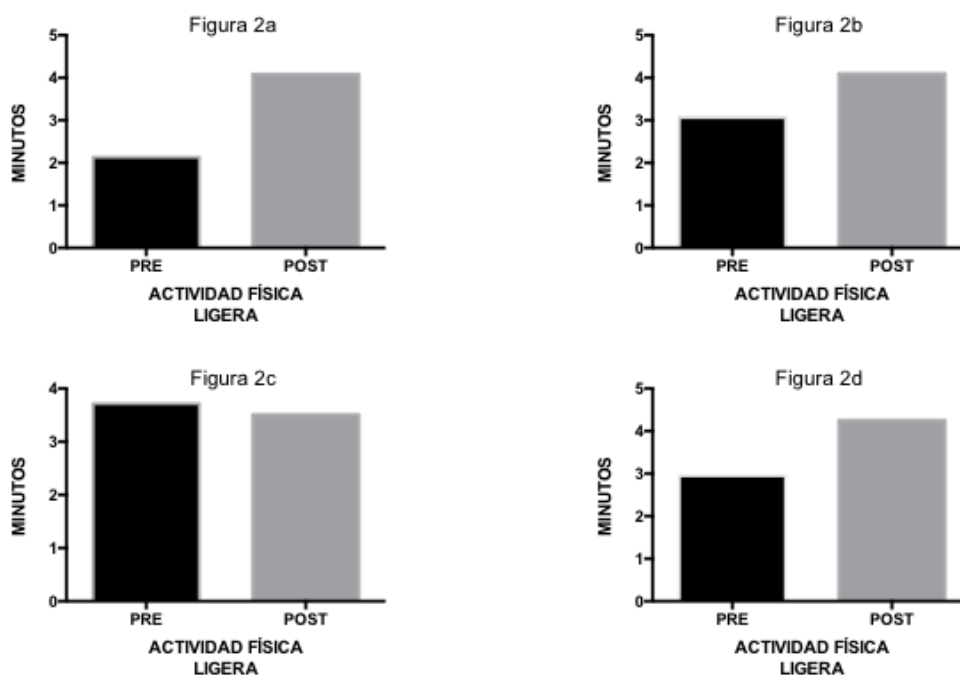 Figura 2a
5
4
3
2
1
0
MINUTOS
PRE
POST
ACTIVIDAD FÍSICA
LIGERA
Figura 2b
5
4
3
2
1
0
MINUTOS
PRE
POST
ACTIVIDAD FÍSICA
LIGERA
Figura 2c
4
3
2
1
0
MINUTOS
PRE
POST
ACTIVIDAD FÍSICA
LIGERA
Figura 2d
5
4
3
2
1
0
MINUTOS
PRE
POST
ACTIVIDAD FÍSICA
LIGERA